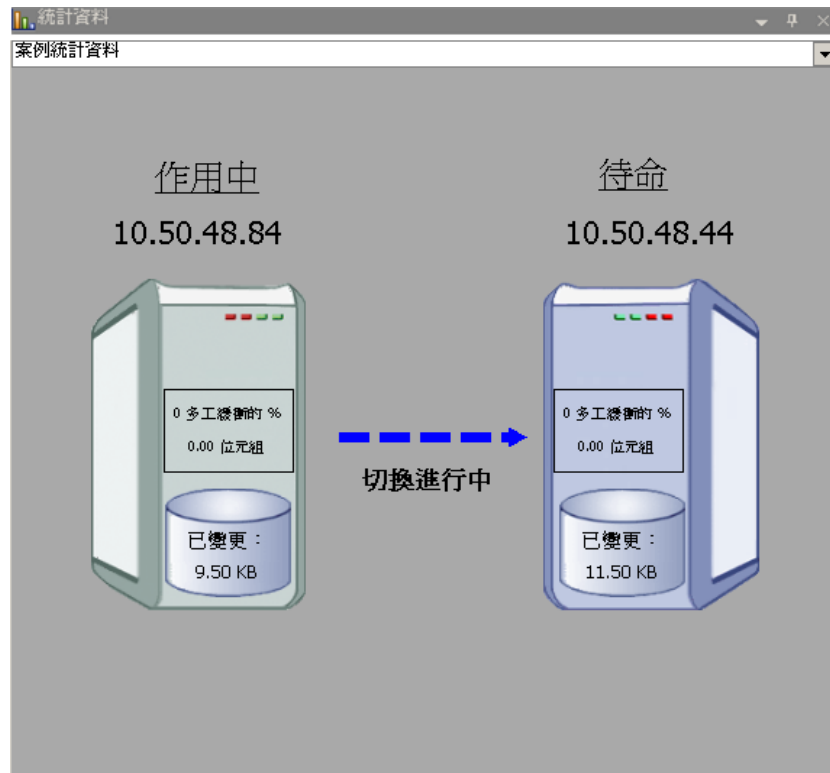 統計資料
案例統計資料
作用中
10.50.48.84
待命
10.50.48.44
0 多工緩衝的 %
0.00 位元組
已變更：
9.50 KB
切換進行中
0 多工緩衝的 %
0.00 位元組
已變更：
11.50 KB